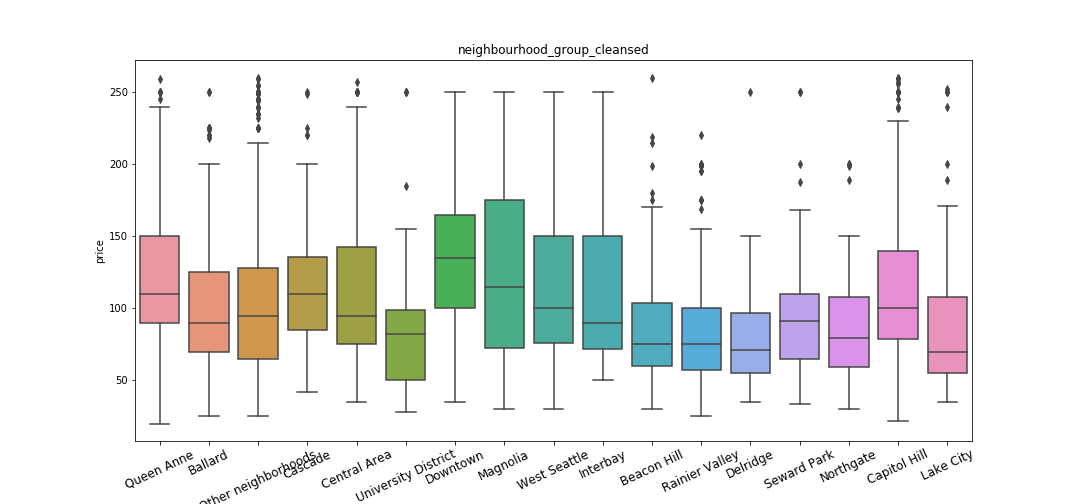 neighbourhood_group_cleansed
250
200
150
100
50
price
Queen Anne
Ballard
Other neighborhoods
Cascade
Central Area
University District
Downtown
Magnolia
West Seattle
Interbay
Beacon Hill
Rainier Valley
Delridge
Seward Park
Northgate
Capitol Hill
Lake City